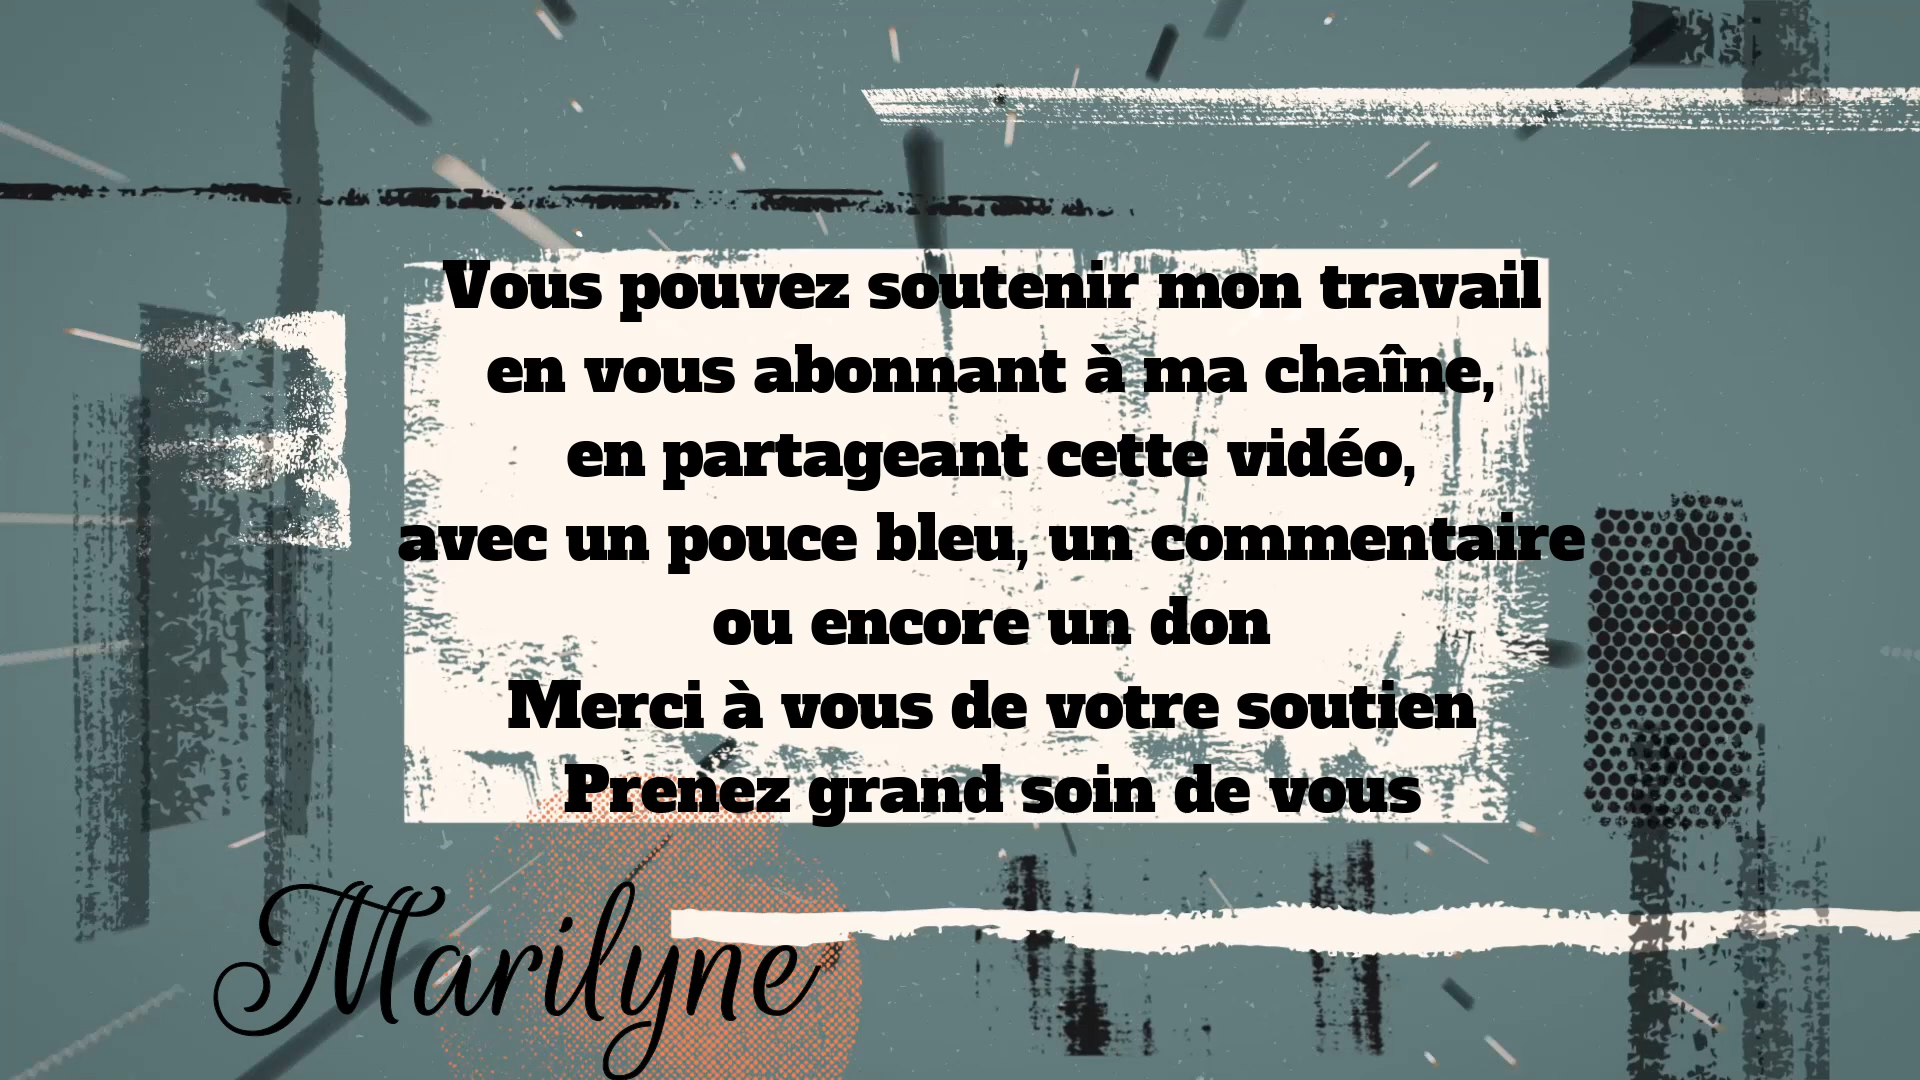 Vous pouvez soutenir mon travail
en vous abonnant à ma chaîne,
en partageant cette vidéo,
avec un pouce bleu, un commentaire
ou encore un don
Merci à vous de votre soutien
Prenez grand soin de vous
Marilyne